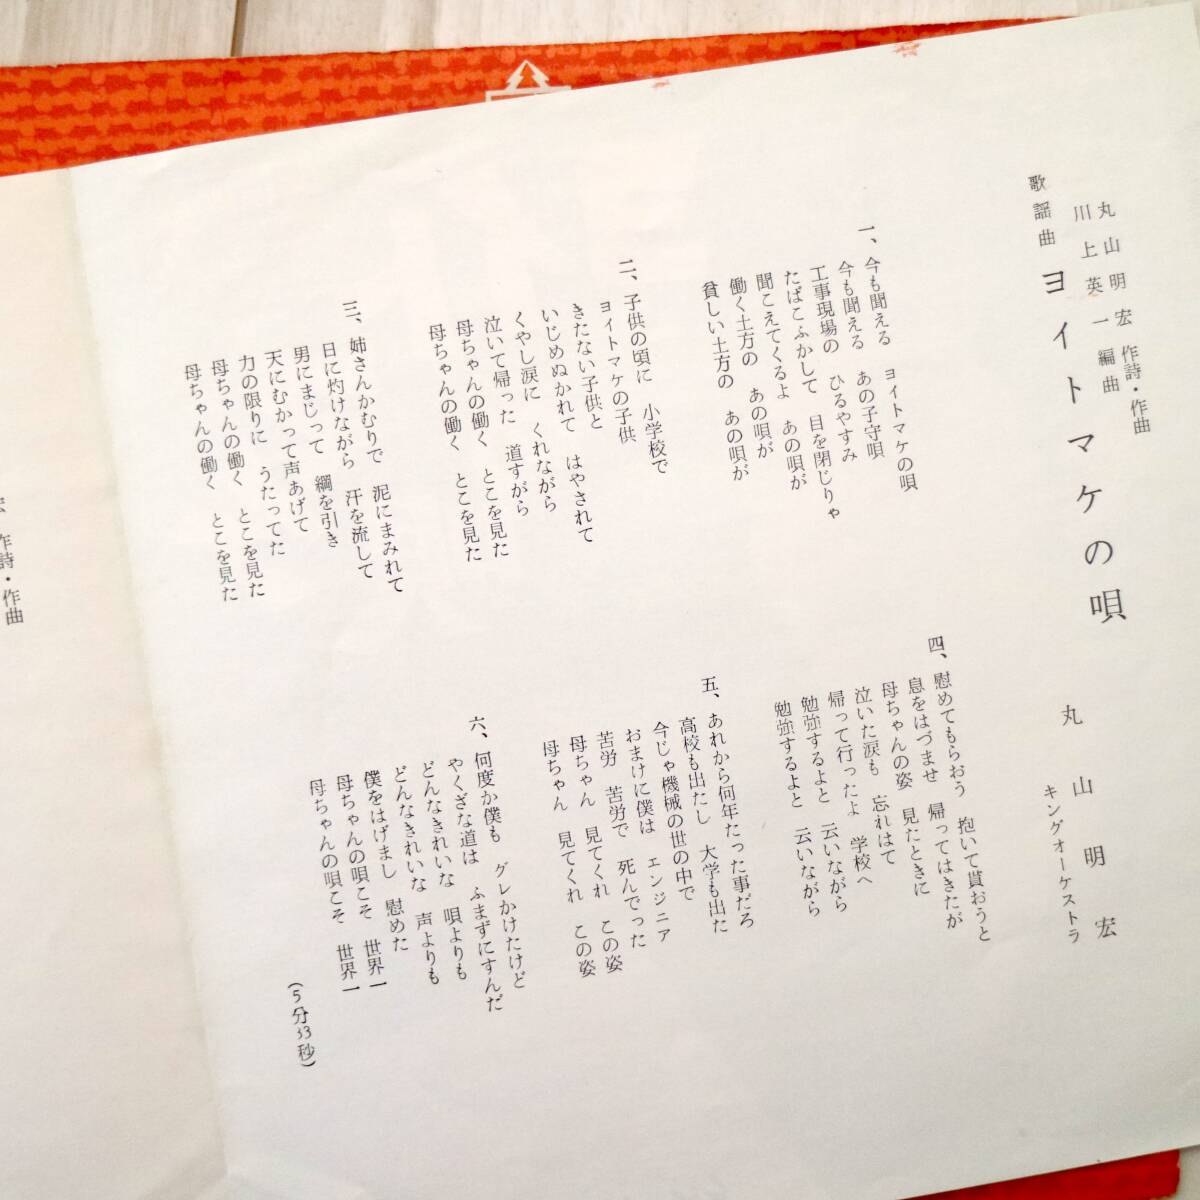 歌謡曲 ヨイトマケの唄
丸山明宏 作詩・作曲
川上英一 編曲
丸山明宏
キングオーケストラ
一、今も聞える ヨイトマケの唄
今も聞える あの子守唄
工事現場の ひるやすみ
たばこふかして 目を閉じりゃ
聞こえてくるよ あの唄が
働く土方の あの唄が
貧しい土方の あの唄が
二、子供の頃に 小学校で
ヨイトマケの子供
きたない子供と
いじめぬかれて はやされて
くやし涙に くれながら
泣いて帰った 道すがら
母ちゃんの働く とこを見た
母ちゃんの働く とこを見た
三、姉さんかむりで 泥にまみれて
日に灼けながら 汗を流して
男にまじって 綱を引き
天にむかって声あげて
力の限りに うたってた
母ちゃんの働く とこを見た
母ちゃんの働く とこを見た
四、慰めてもらおう 抱いて貰おうと
息をはづませ 帰ってはきたが
母ちゃんの姿 見たときに
泣いた涙も 忘れはて
帰って行ったよ 学校へ
勉強するよと 云いながら
勉強するよと 云いながら
五、あれから何年たった事だろ
高校も出たし 大学も出た
今じゃ機械の世の中で
おまけに僕は エンジニア
苦労 苦労で 死んでった
母ちゃん 見てくれ この姿
母ちゃん 見てくれ この姿
六、何度か僕も グレかけたけど
やくざな道は ふまずにすんだ
どんなきれいな 唄よりも
どんなきれいな 声よりも
僕をはげまし 慰めた
母ちゃんの唄こそ 世界一
母ちゃんの唄こそ 世界一
（5分33秒）
宏 作詩・作曲